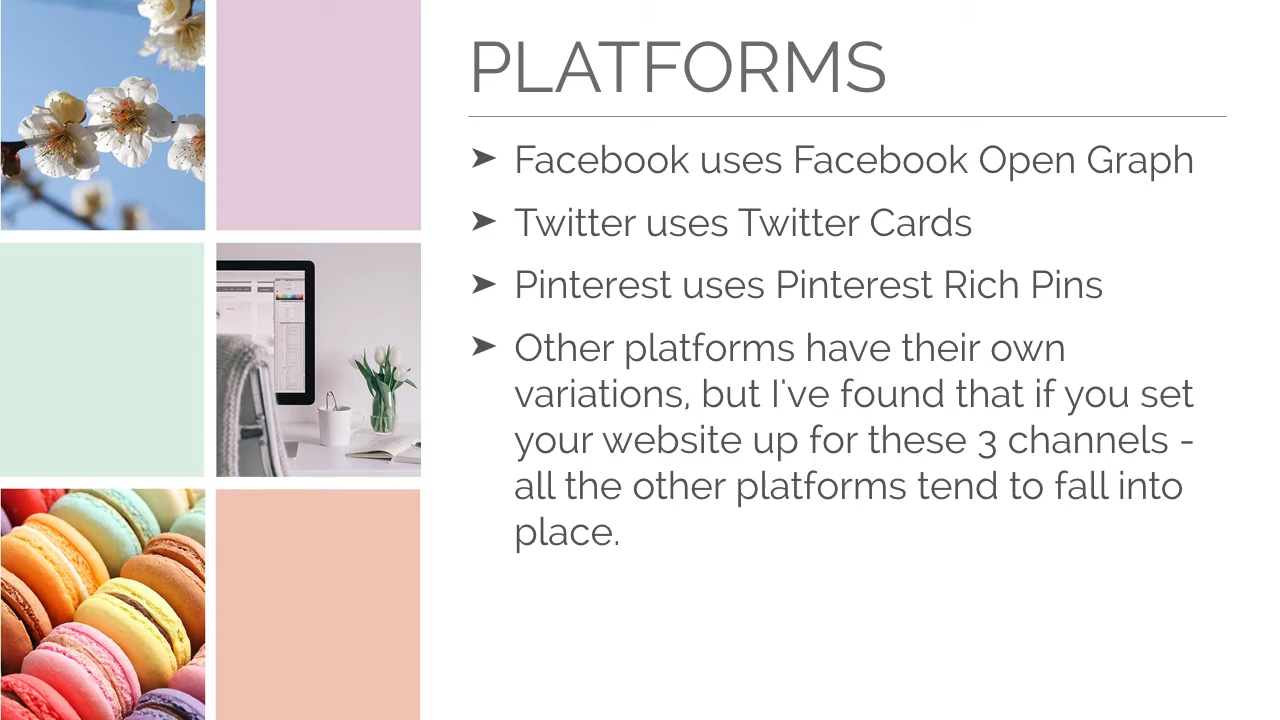 PLATFORMS
➤ Facebook uses Facebook Open Graph
➤ Twitter uses Twitter Cards
➤ Pinterest uses Pinterest Rich Pins
➤ Other platforms have their own
variations, but I've found that if you set
your website up for these 3 channels -
all the other platforms tend to fall into
place.